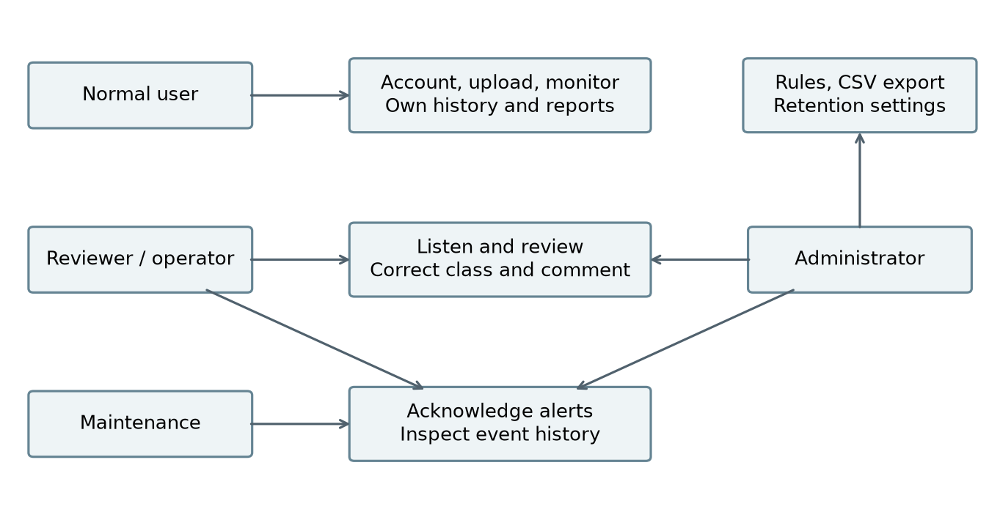 Normal user
Account, upload, monitor
Own history and reports
Rules, CSV export
Retention settings
Reviewer / operator
Listen and review
Correct class and comment
Administrator
Maintenance
Acknowledge alerts
Inspect event history